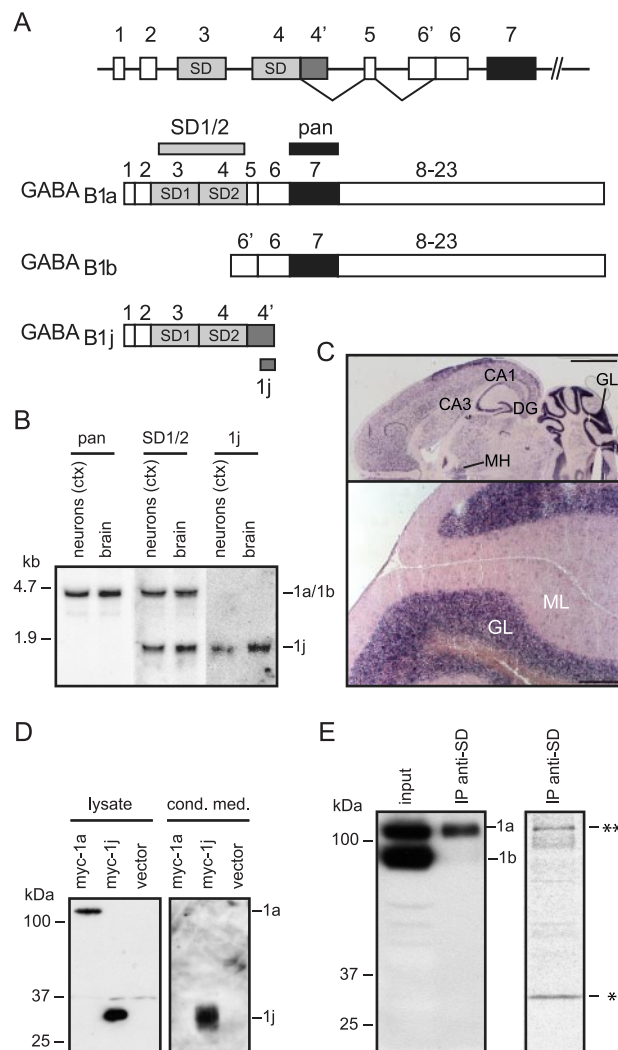 A
1 2 3 4 4' 5 6' 6 7
SD SD //
SD1/2 pan
1 2 3 4 5 6 7 8-23
GABA B1a SD1 SD2
6' 6 7 8-23
GABA B1b
1 2 3 4 4'
GABA B1j SD1 SD2
1j
B
pan SD1/2 1j
neurons (ctx) brain neurons (ctx) brain neurons (ctx) brain
kb
4.7 –1a/1b
1.9 –1j
C
CA1 GL
CA3 DG
MH
ML
GL
D
lysate cond. med.
myc-1a myc-1j vector myc-1a myc-1j vector
kDa
100 –1a
37
25 –1j
E
input IP anti-SD IP anti-SD
kDa
100 –1a – **
–1b
37 – *
25